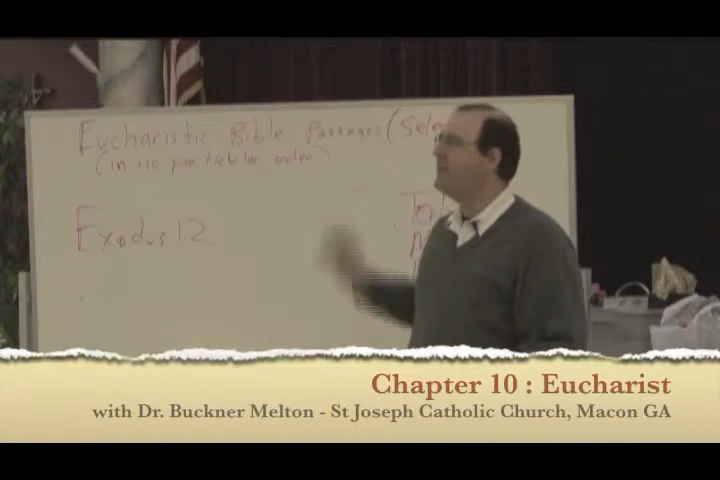 Eucharistic Bible Passages (Sele
(in no particular order)
Exodus 12
Chapter 10 : Eucharist
with Dr. Buckner Melton - St Joseph Catholic Church, Macon GA